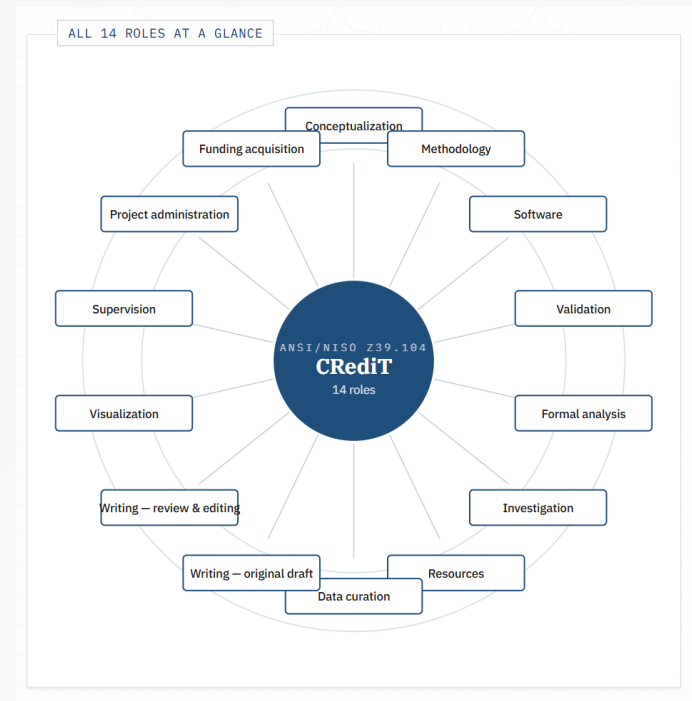 ALL 14 ROLES AT A GLANCE
Conceptualization
Funding acquisition
Methodology
Project administration
Software
Supervision
Validation
ANSI/NISO Z39.104
CRediT
14 roles
Visualization
Formal analysis
Writing — review & editing
Investigation
Writing — original draft
Resources
Data curation